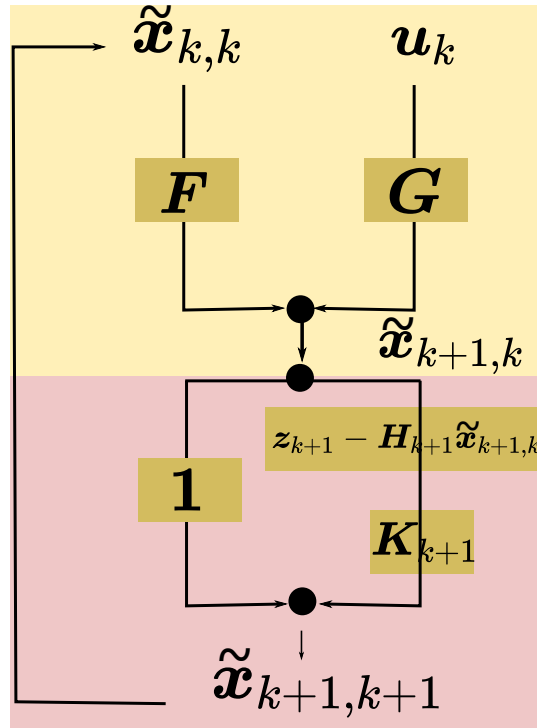 x̃ₖ,ₖ uₖ
F G
x̃ₖ₊₁,ₖ
zₖ₊₁ − Hₖ₊₁x̃ₖ₊₁,ₖ
1
Kₖ₊₁
x̃ₖ₊₁,ₖ₊₁